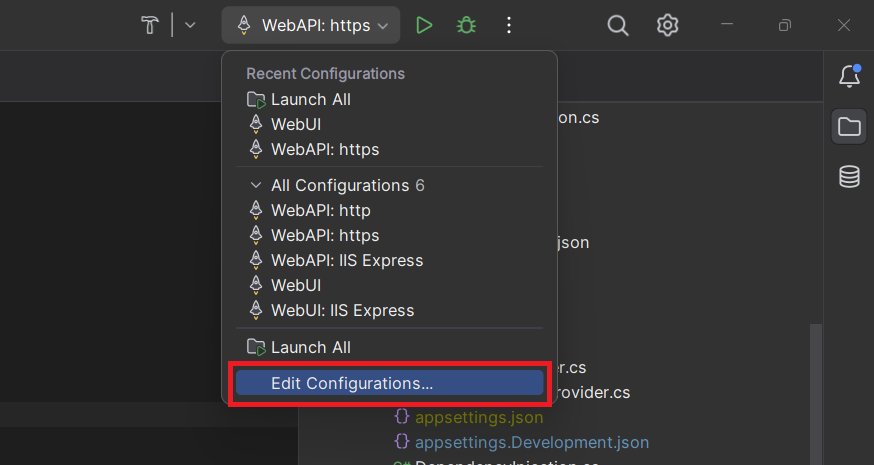 WebAPI: https
Recent Configurations
Launch All
WebUI
WebAPI: https
All Configurations 6
WebAPI: http
WebAPI: https
WebAPI: IIS Express
WebUI
WebUI: IIS Express
Launch All
Edit Configurations...
on.cs
json
er.cs
rovider.cs
{} appsettings.json
{} appsettings.Development.json
C# DependencyInjection.cs